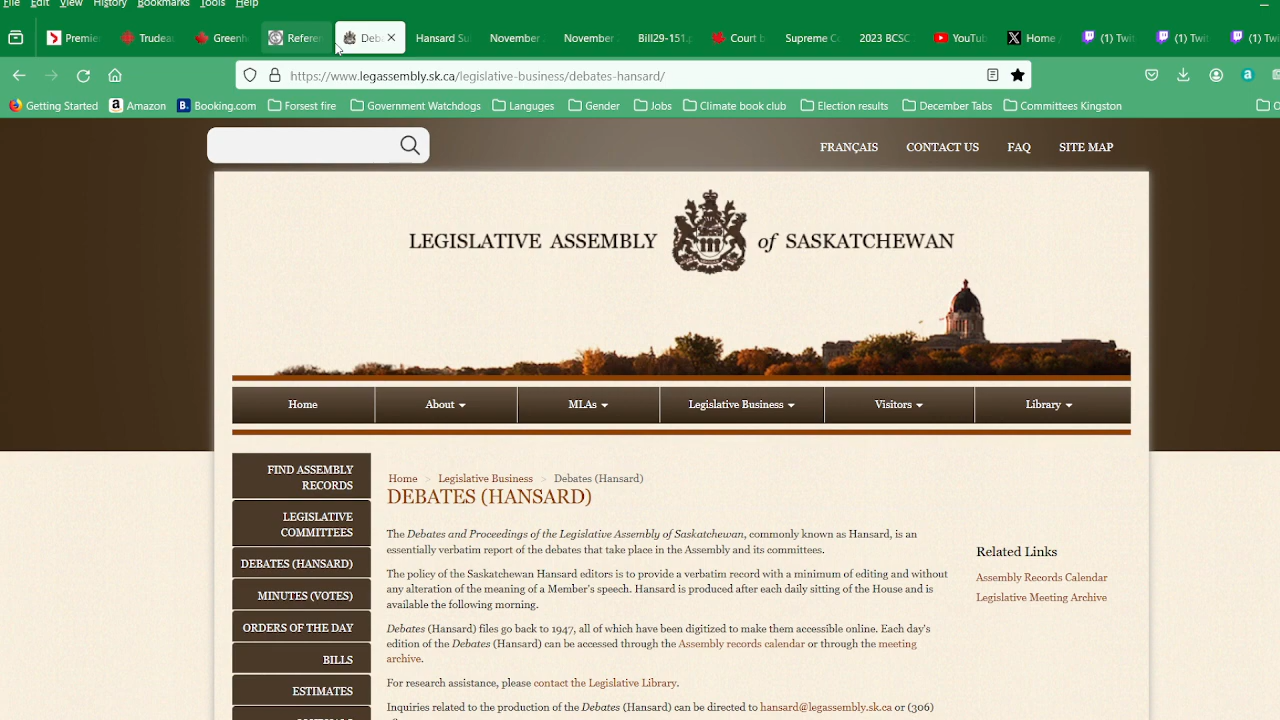 File Edit View History Bookmarks Tools Help
Premie Trudea Greenh Referen Deb Hansard Su November November Bill29-151.p Court b Supreme C 2023 BCSC YouTub Home / (1) Twit (1) Twit (1) Twi
https://www.legassembly.sk.ca/legislative-business/debates-hansard/
Getting Started Amazon Booking.com Forsest fire Government Watchdogs Languges Gender Jobs Climate book club Election results December Tabs Committees Kingston
FRANÇAIS CONTACT US FAQ SITE MAP
LEGISLATIVE ASSEMBLY of SASKATCHEWAN
Home About MLAs Legislative Business Visitors Library
FIND ASSEMBLY
RECORDS
LEGISLATIVE
COMMITTEES
DEBATES (HANSARD)
MINUTES (VOTES)
ORDERS OF THE DAY
BILLS
ESTIMATES
Home > Legislative Business > Debates (Hansard)
DEBATES (HANSARD)
The Debates and Proceedings of the Legislative Assembly of Saskatchewan, commonly known as Hansard, is an
essentially verbatim report of the debates that take place in the Assembly and its committees.
The policy of the Saskatchewan Hansard editors is to provide a verbatim record with a minimum of editing and without
any alteration of the meaning of a Member's speech. Hansard is produced after each daily sitting of the House and is
available the following morning.
Debates (Hansard) files go back to 1947, all of which have been digitized to make them accessible online. Each day's
edition of the Debates (Hansard) can be accessed through the Assembly records calendar or through the meeting
archive.
For research assistance, please contact the Legislative Library.
Inquiries related to the production of the Debates (Hansard) can be directed to hansard@legassembly.sk.ca or (306)
Related Links
Assembly Records Calendar
Legislative Meeting Archive